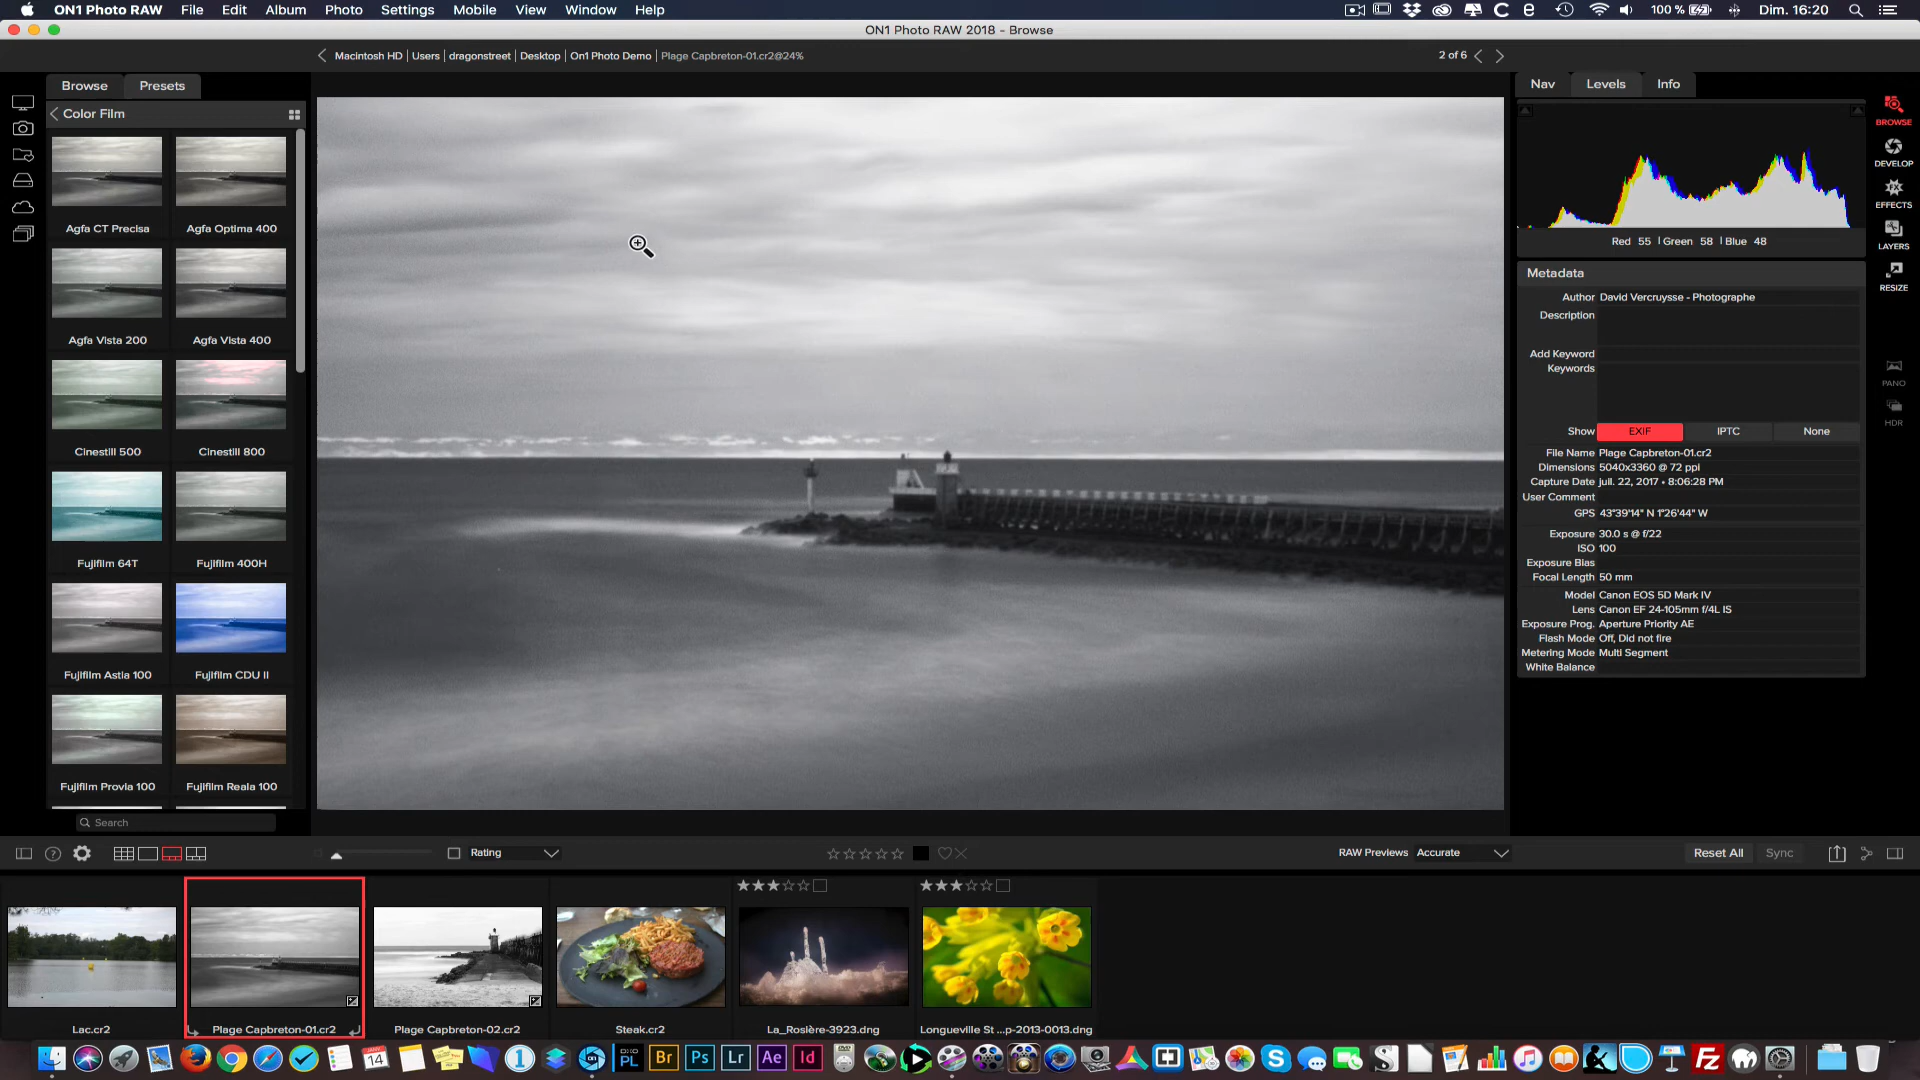 ON1 Photo RAW File Edit Album Photo Settings Mobile View Window Help 100 % Dim. 16:20
ON1 Photo RAW 2018 - Browse
Macintosh HD | Users | dragonstreet | Desktop | On1 Photo Demo | Plage Capbreton-01.cr2@24% 2 of 6
Browse Presets
Color Film
Agfa CT Precisa Agfa Optima 400
Agfa Vista 200 Agfa Vista 400
Cinestill 500 Cinestill 800
Fujifilm 64T Fujifilm 400H
Fujifilm Astia 100 Fujifilm CDU II
Fujifilm Provia 100 Fujifilm Reala 100
Search
Nav Levels Info
Red 55 | Green 58 | Blue 48
Metadata
Author David Vercruysse - Photographe
Description
Add Keyword
Keywords
Show EXIF IPTC None
File Name Plage Capbreton-01.cr2
Dimensions 5040x3360 @ 72 ppi
Capture Date juil. 22, 2017 • 8:06:28 PM
User Comment
GPS 43°39'14" N 1°26'44" W
Exposure 30.0 s @ f/22
ISO 100
Exposure Bias
Focal Length 50 mm
Model Canon EOS 5D Mark IV
Lens Canon EF 24-105mm f/4L IS
Exposure Prog. Aperture Priority AE
Flash Mode Off, Did not fire
Metering Mode Multi Segment
White Balance
BROWSE
DEVELOP
EFFECTS
LAYERS
RESIZE
PANO
HDR
Rating RAW Previews Accurate Reset All Sync
Lac.cr2 Plage Capbreton-01.cr2 Plage Capbreton-02.cr2 Steak.cr2 La_Rosière-3923.dng Longueville St ...p-2013-0013.dng
14 1 PL Br Ps Lr Ae Id S S Fz